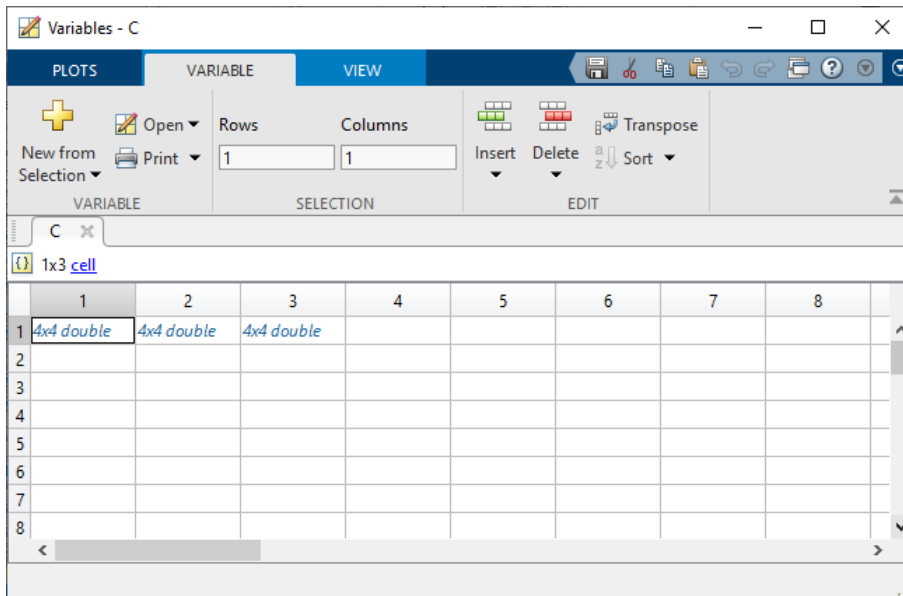 Variables - C
PLOTS VARIABLE VIEW
New from Selection
Open
Print
Rows Columns
1 1
Insert Delete Transpose
Sort
VARIABLE SELECTION EDIT
C
{} 1x3 cell
1 2 3 4 5 6 7 8
1 4x4 double 4x4 double 4x4 double
2
3
4
5
6
7
8